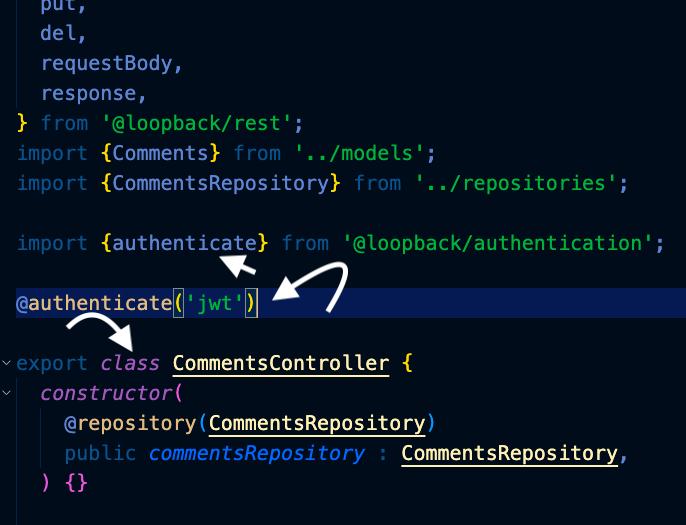 put,
del,
requestBody,
response,
} from '@loopback/rest';
import {Comments} from '../models';
import {CommentsRepository} from '../repositories';
import {authenticate} from '@loopback/authentication';
@authenticate('jwt')
export class CommentsController {
constructor(
@repository(CommentsRepository)
public commentsRepository : CommentsRepository,
) {}